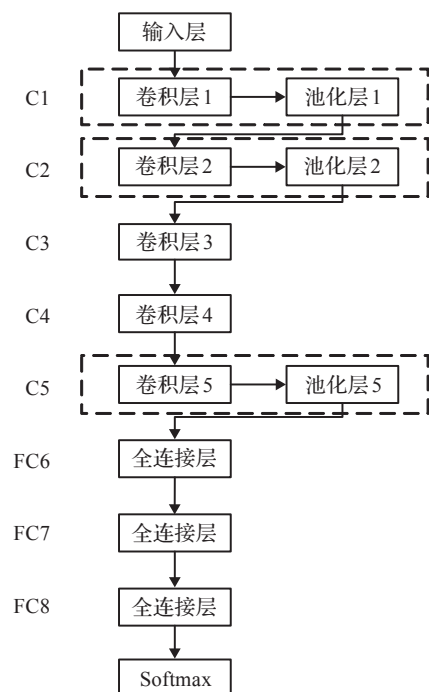 输入层
C1 卷积层1 池化层1
C2 卷积层2 池化层2
C3 卷积层3
C4 卷积层4
C5 卷积层5 池化层5
FC6 全连接层
FC7 全连接层
FC8 全连接层
Softmax